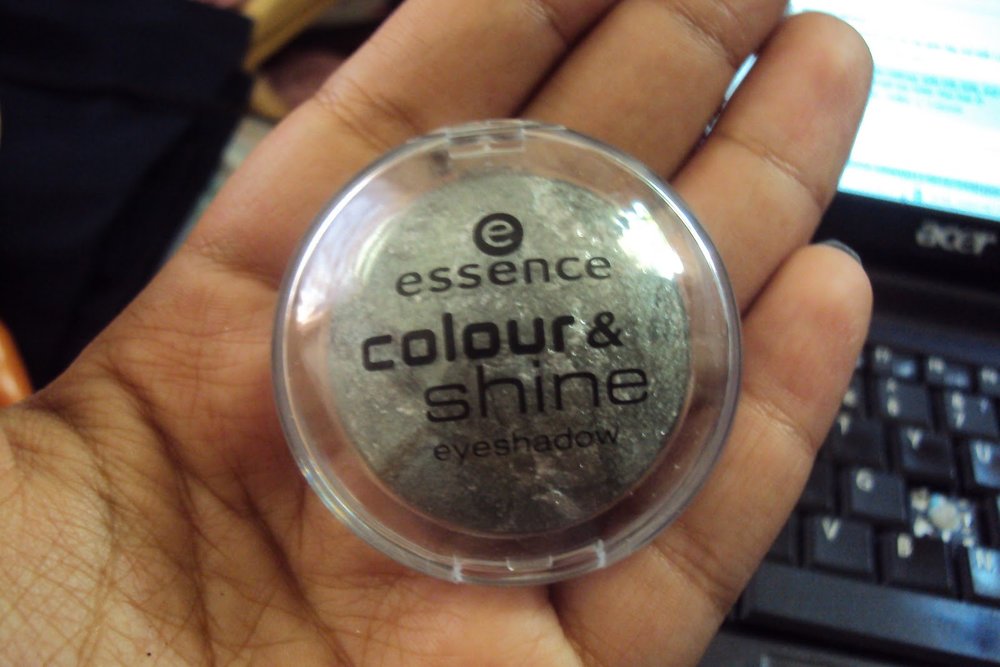 e
essence
colour &
shine
eyeshadow
acer
Y
U
G
V
B
N